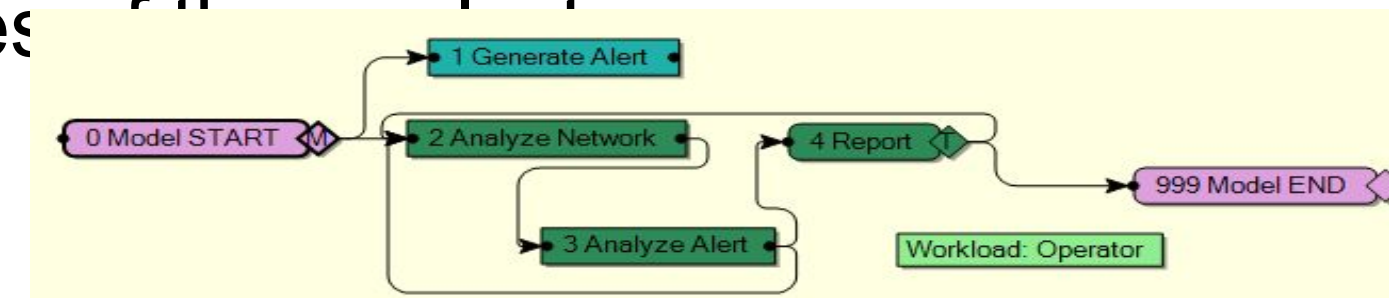 1 Generate Alert
0 Model START M
2 Analyze Network
4 Report T
999 Model END
3 Analyze Alert
Workload: Operator